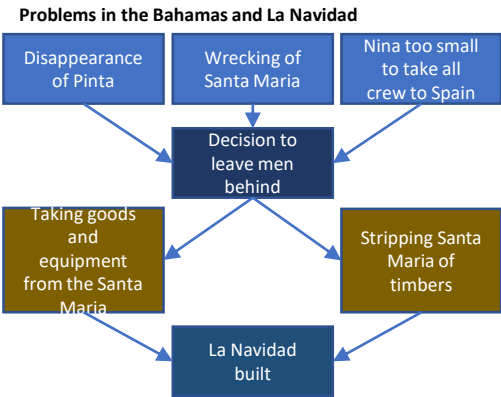 Problems in the Bahamas and La Navidad
Disappearance
of Pinta
Wrecking of
Santa Maria
Nina too small
to take all
crew to Spain
Decision to
leave men
behind
Taking goods
and
equipment
from the Santa
Maria
Stripping Santa
Maria of
timbers
La Navidad
built